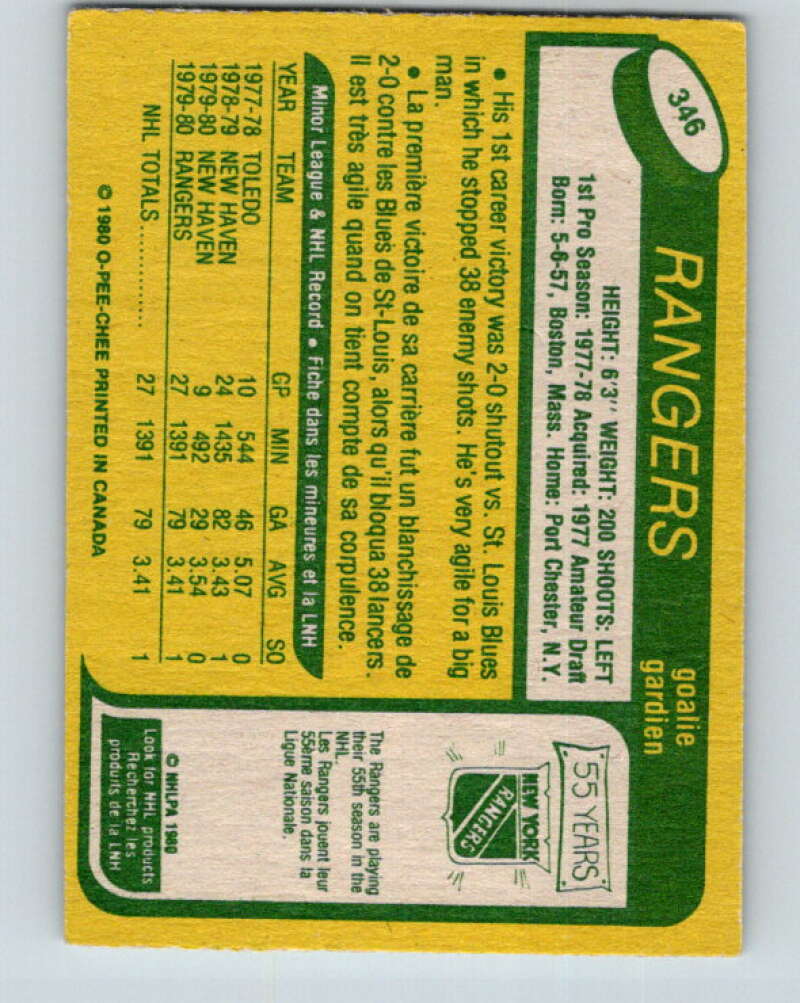 346
RANGERS
goalie
gardien
HEIGHT: 6'3" WEIGHT: 200 SHOOTS: LEFT
1st Pro Season: 1977-78 Acquired: 1977 Amateur Draft
Born: 5-6-57, Boston, Mass. Home: Port Chester, N.Y.
• His 1st career victory was 2-0 shutout vs. St. Louis Blues
in which he stopped 38 enemy shots. He's very agile for a big
man.
• La première victoire de sa carrière fut un blanchissage de
2-0 contre les Blues de St-Louis, alors qu'il bloqua 38 lancers.
Il est très agile quand on tient compte de sa corpulence.
Minor League & NHL Record • Fiche dans les mineures et la LNH
YEAR TEAM GP MIN GA AVG SO
1977-78 TOLEDO 10 544 46 5.07 0
1978-79 NEW HAVEN 24 1435 82 3.43 1
1979-80 NEW HAVEN 9 492 29 3.54 0
1979-80 RANGERS 27 1391 79 3.41 1
NHL TOTALS .............. 27 1391 79 3.41 1
© 1980 O-PEE-CHEE PRINTED IN CANADA
55 YEARS
NEW YORK
RANGERS
The Rangers are playing
their 55th season in the
NHL.
Les Rangers jouent leur
55ème saison dans la
Ligue Nationale.
© NHLPA 1980
Look for NHL products
Recherchez les
produits de la LNH